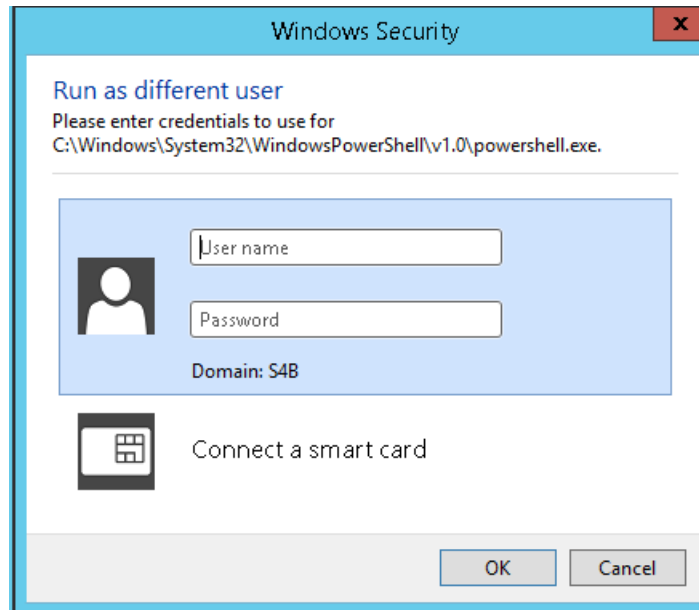 Windows Security
x
Run as different user
Please enter credentials to use for
C:\Windows\System32\WindowsPowerShell\v1.0\powershell.exe.
User name
Password
Domain: S4B
Connect a smart card
OK
Cancel